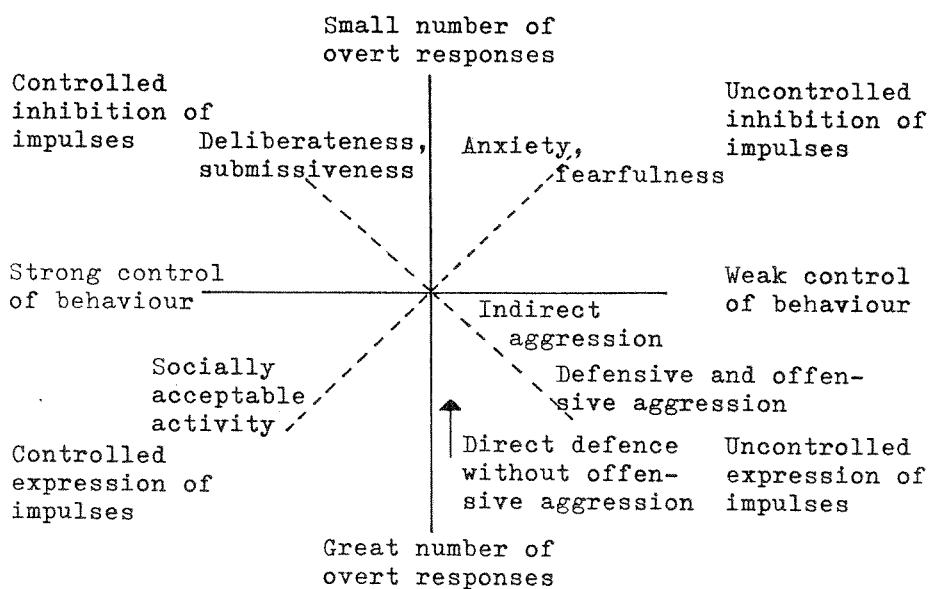 Small number of
overt responses
Controlled
inhibition of
impulses
Deliberateness,
submissiveness
Anxiety,
fearfulness
Uncontrolled
inhibition of
impulses
Strong control
of behaviour
Weak control
of behaviour
Indirect
aggression
Socially
acceptable
activity
Defensive and offen-
sive aggression
Controlled
expression of
impulses
Direct defence
without offen-
sive aggression
Uncontrolled
expression of
impulses
Great number of
overt responses